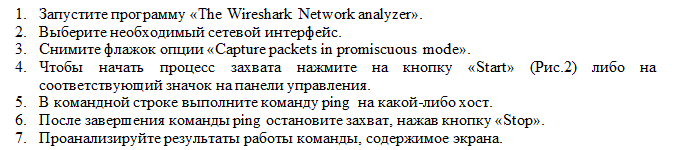 1. Запустите программу «The Wireshark Network analyzer».
2. Выберите необходимый сетевой интерфейс.
3. Снимите флажок опции «Capture packets in promiscuous mode».
4. Чтобы начать процесс захвата нажмите на кнопку «Start» (Рис.2) либо на
соответствующий значок на панели управления.
5. В командной строке выполните команду ping на какой-либо хост.
6. После завершения команды ping остановите захват, нажав кнопку «Stop».
7. Проанализируйте результаты работы команды, содержимое экрана.